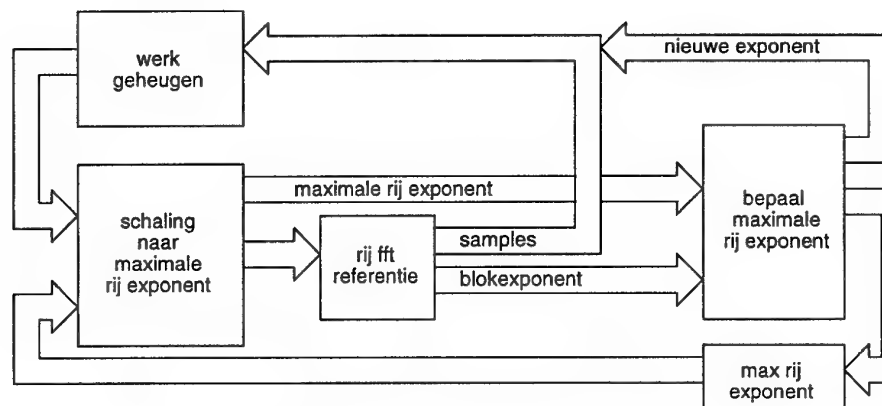 werk
geheugen
nieuwe exponent
maximale rij exponent
schaling
naar
maximale
rij exponent
rij fft
referentie
samples
blokexponent
bepaal
maximale
rij exponent
max rij
exponent